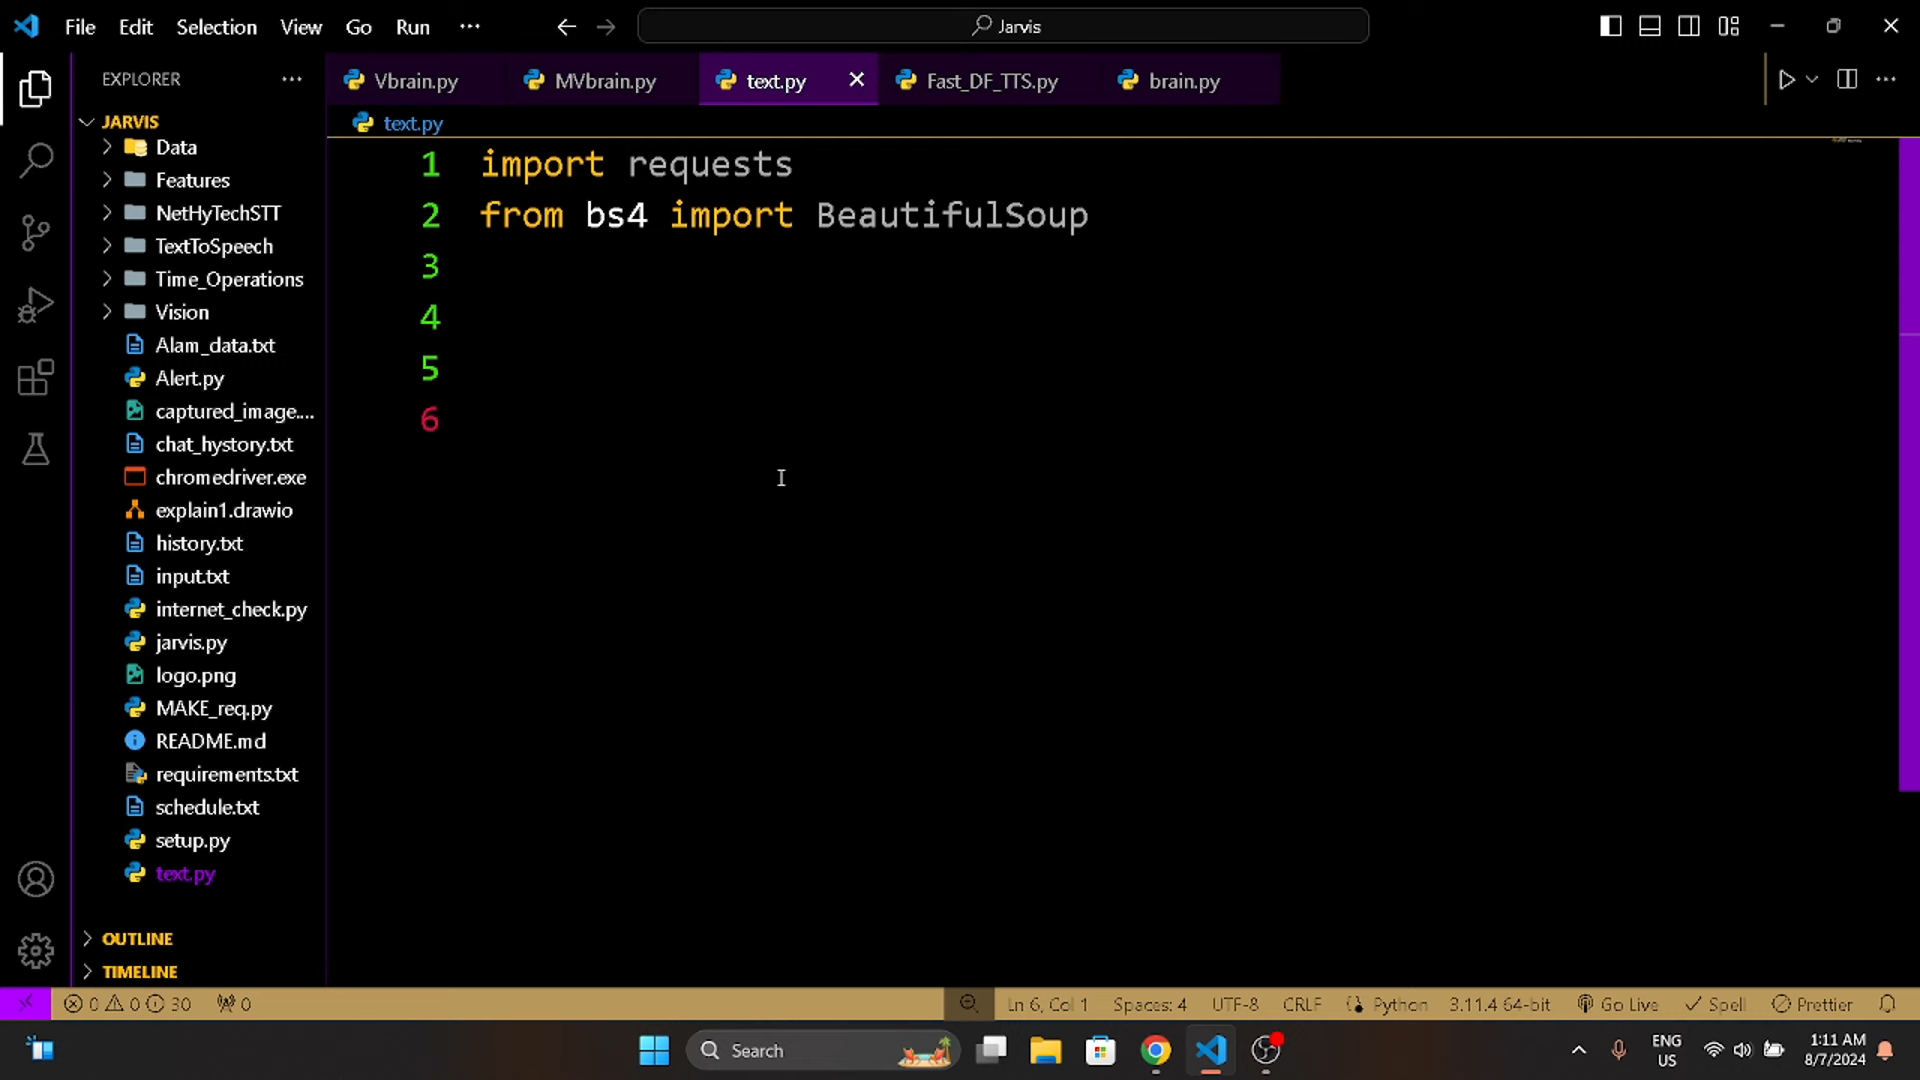 File Edit Selection View Go Run ···
Jarvis
EXPLORER
Vbrain.py
MVbrain.py
text.py
Fast_DF_TTS.py
brain.py
JARVIS
Data
Features
NetHyTechSTT
TextToSpeech
Time_Operations
Vision
Alam_data.txt
Alert.py
captured_image....
chat_hystory.txt
chromedriver.exe
explain1.drawio
history.txt
input.txt
internet_check.py
jarvis.py
logo.png
MAKE_req.py
README.md
requirements.txt
schedule.txt
setup.py
text.py
OUTLINE
TIMELINE
text.py
1 import requests
2 from bs4 import BeautifulSoup
3
4
5
6
0 0 30 0
Ln 6, Col 1 Spaces: 4 UTF-8 CRLF Python 3.11.4 64-bit Go Live Spell Prettier
Search
ENG
US
1:11 AM
8/7/2024